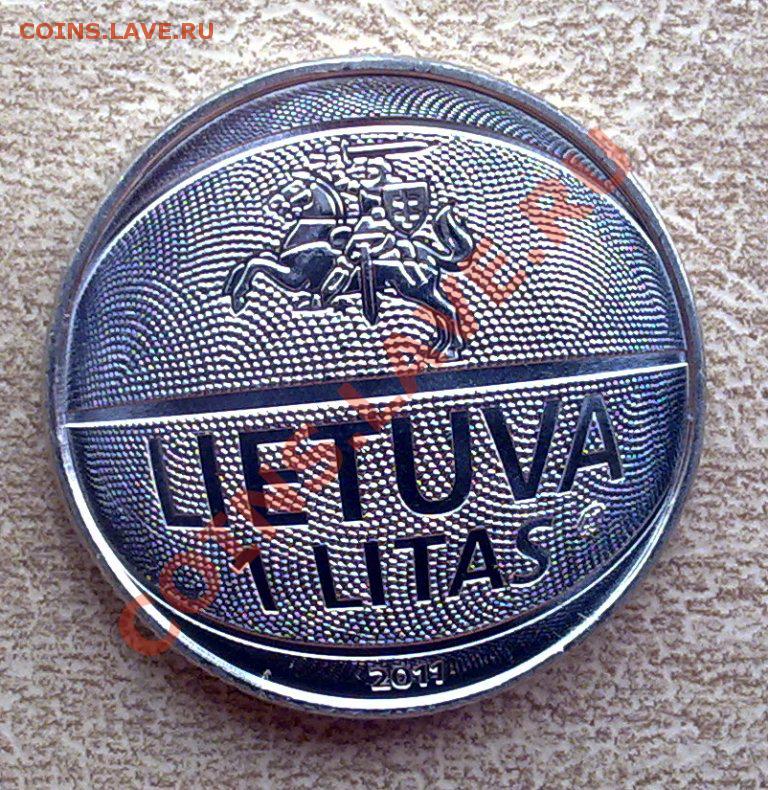 COINS.LAVE.RU
COINS.LAVE.RU
LIETUVA
1 LITAS
2011